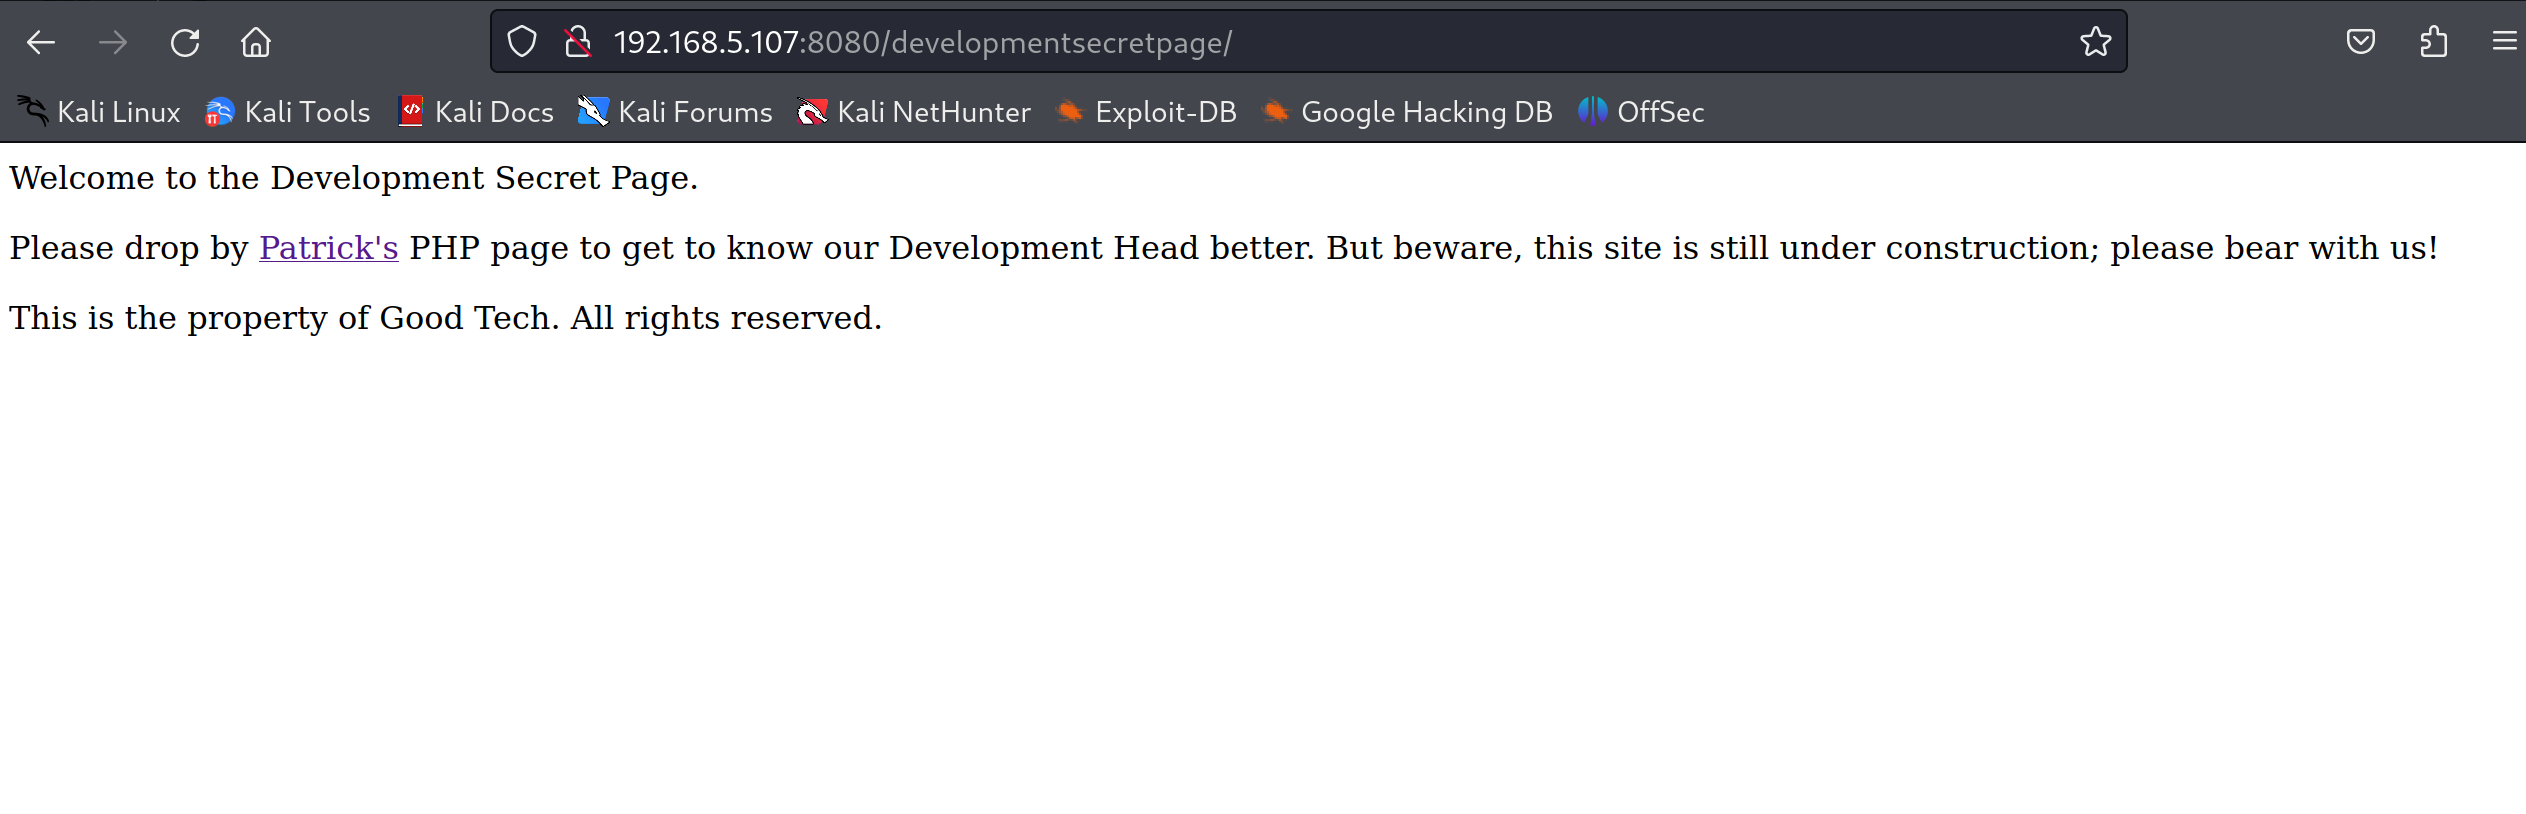 192.168.5.107:8080/developmentsecretpage/
Kali Linux Kali Tools Kali Docs Kali Forums Kali NetHunter Exploit-DB Google Hacking DB OffSec
Welcome to the Development Secret Page.
Please drop by Patrick's PHP page to get to know our Development Head better. But beware, this site is still under construction; please bear with us!
This is the property of Good Tech. All rights reserved.